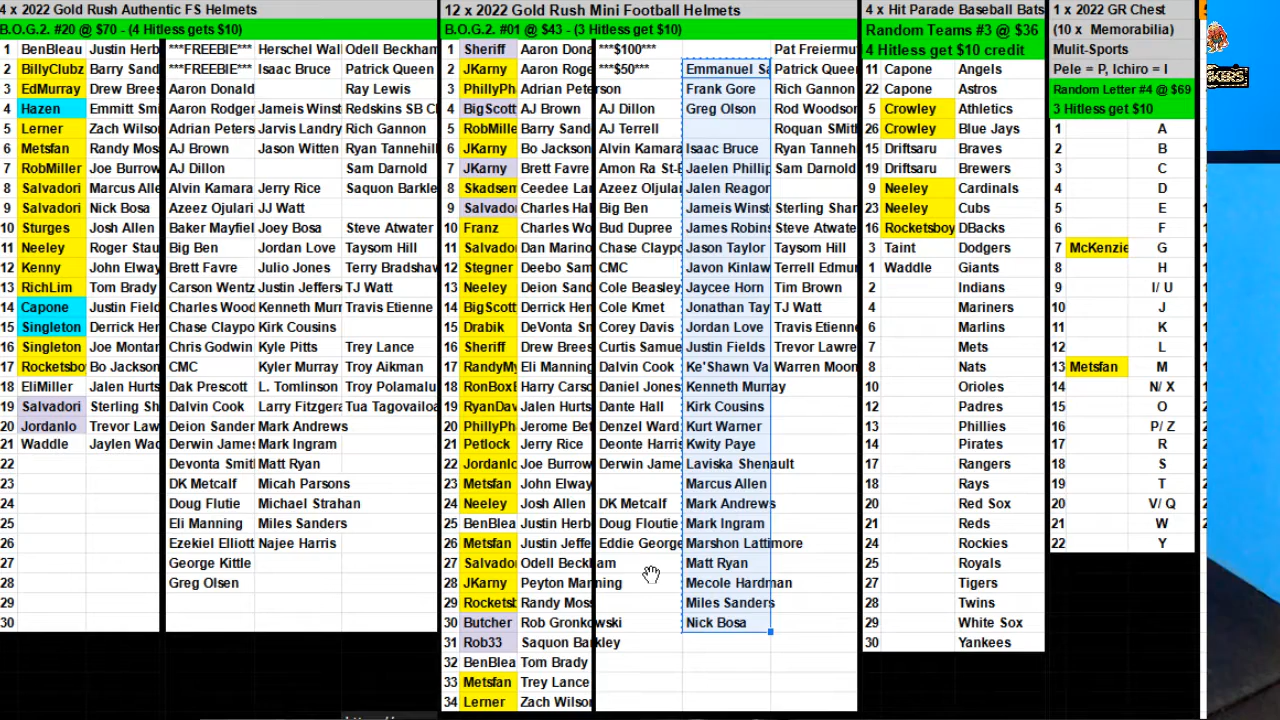 4 x 2022 Gold Rush Authentic FS Helmets
B.O.G.2. #20 @ $70 - (4 Hitless gets $10)
1 BenBleau Justin Herb ***FREEBIE*** Herschel Wal Odell Beckham
2 BillyClubz Barry Sand ***FREEBIE*** Isaac Bruce Patrick Queen
3 EdMurray Drew Brees Aaron Donald Ray Lewis
4 Hazen Emmitt Smi Aaron Rodger Jameis Winst Redskins SB C
5 Lerner Zach Wilso Adrian Peters Jarvis Landry Rich Gannon
6 Metsfan Randy Mos AJ Brown Jason Witten Ryan Tannehi
7 RobMiller Joe Burrow AJ Dillon Sam Darnold
8 Salvadori Marcus Alle Alvin Kamara Jerry Rice Saquon Barkle
9 Salvadori Nick Bosa Azeez Ojulari JJ Watt
10 Sturges Josh Allen Baker Mayfiel Joey Bosa Steve Atwater
11 Neeley Roger Stau Big Ben Jordan Love Taysom Hill
12 Kenny John Elway Brett Favre Julio Jones Terry Bradshaw
13 RichLim Tom Brady Carson Wentz Justin Jeffers TJ Watt
14 Capone Justin Field Charles Wood Kenneth Murr Travis Etienne
15 Singleton Derrick Hen Chase Claypo Kirk Cousins
16 Singleton Joe Montan Chris Godwin Kyle Pitts Trey Lance
17 Rocketsbo Bo Jackson CMC Kyler Murray Troy Aikman
18 EliMiller Jalen Hurts Dak Prescott L. Tomlinson Troy Polamalu
19 Salvadori Sterling Sh Dalvin Cook Larry Fitzgera Tua Tagovailoa
20 Jordanlo Trevor Law Deion Sander Mark Andrews
21 Waddle Jaylen Wad Derwin James Mark Ingram
22 Devonta Smit Matt Ryan
23 DK Metcalf Micah Parsons
24 Doug Flutie Michael Strahan
25 Eli Manning Miles Sanders
26 Ezekiel Elliott Najee Harris
27 George Kittle
28 Greg Olsen
29
30
12 x 2022 Gold Rush Mini Football Helmets
B.O.G.2. #01 @ $43 - (3 Hitless get $10)
1 Sheriff Aaron Dona ***$100*** Pat Freiermut
2 JKarny Aaron Roge ***$50*** Emmanuel Sa Patrick Queen
3 PhillyPh Adrian Peterson Frank Gore Rich Gannon
4 BigScott AJ Brown AJ Dillon Greg Olson Rod Woodson
5 RobMille Barry Sand AJ Terrell Roquan SMith
6 JKarny Bo Jackson Alvin Kamara Isaac Bruce Ryan Tanneh
7 JKarny Brett Favre Amon Ra St-B Jaelen Phillip Sam Darnold
8 Skadsem Ceedee Lan Azeez Oljular Jalen Reagor
9 Salvador Charles Hal Big Ben Jameis Winst Sterling Shar
10 Franz Charles Wo Bud Dupree James Robins Steve Atwater
11 Salvador Dan Marino Chase Claypo Jason Taylor Taysom Hill
12 Stegner Deebo Sam CMC Javon Kinlaw Terrell Edmu
13 Neeley Deion Sand Cole Beasley Jaycee Horn Tim Brown
14 BigScott Derrick Hen Cole Kmet Jonathan Tay TJ Watt
15 Drabik DeVonta Sm Corey Davis Jordan Love Travis Etienne
16 Sheriff Drew Brees Curtis Samue Justin Fields Trevor Lawre
17 RandyMy Eli Manning Dalvin Cook Ke'Shawn Va Warren Moon
18 RonBoxB Harry Carso Daniel Jones Kenneth Murray
19 RyanDav Jalen Hurts Dante Hall Kirk Cousins
20 PhillyPh Jerome Bet Denzel Ward Kurt Warner
21 Petlock Jerry Rice Deonte Harris Kwity Paye
22 Jordanlo Joe Burrow Derwin Jame Laviska Shenault
23 Metsfan John Elway Marcus Allen
24 Neeley Josh Allen DK Metcalf Mark Andrews
25 BenBlea Justin Herb Doug Floutie Mark Ingram
26 Metsfan Justin Jeffe Eddie George Marshon Lattimore
27 Salvador Odell Beckham Matt Ryan
28 JKarny Peyton Manning Mecole Hardman
29 Rocketsb Randy Moss Miles Sanders
30 Butcher Rob Gronkowski Nick Bosa
31 Rob33 Saquon Barkley
32 BenBlea Tom Brady
33 Metsfan Trey Lance
34 Lerner Zach Wilson
4 x Hit Parade Baseball Bats
Random Teams #3 @ $36
4 Hitless get $10 credit
11 Capone Angels
22 Capone Astros
5 Crowley Athletics
26 Crowley Blue Jays
15 Driftsaru Braves
19 Driftsaru Brewers
9 Neeley Cardinals
23 Neeley Cubs
16 Rocketsboy DBacks
3 Taint Dodgers
1 Waddle Giants
2 Indians
4 Mariners
6 Marlins
7 Mets
8 Nats
10 Orioles
12 Padres
13 Phillies
14 Pirates
17 Rangers
18 Rays
20 Red Sox
21 Reds
24 Rockies
25 Royals
27 Tigers
28 Twins
29 White Sox
30 Yankees
1 x 2022 GR Chest
(10 x Memorabilia)
Mulit-Sports
Pele = P, Ichiro = I
Random Letter #4 @ $69
3 Hitless get $10
1 A
2 B
3 C
4 D
5 E
6 F
7 McKenzie G
8 H
9 I/ U
10 J
11 K
12 L
13 Metsfan M
14 N/ X
15 O
16 P/ Z
17 R
18 S
19 T
20 V/ Q
21 W
22 Y